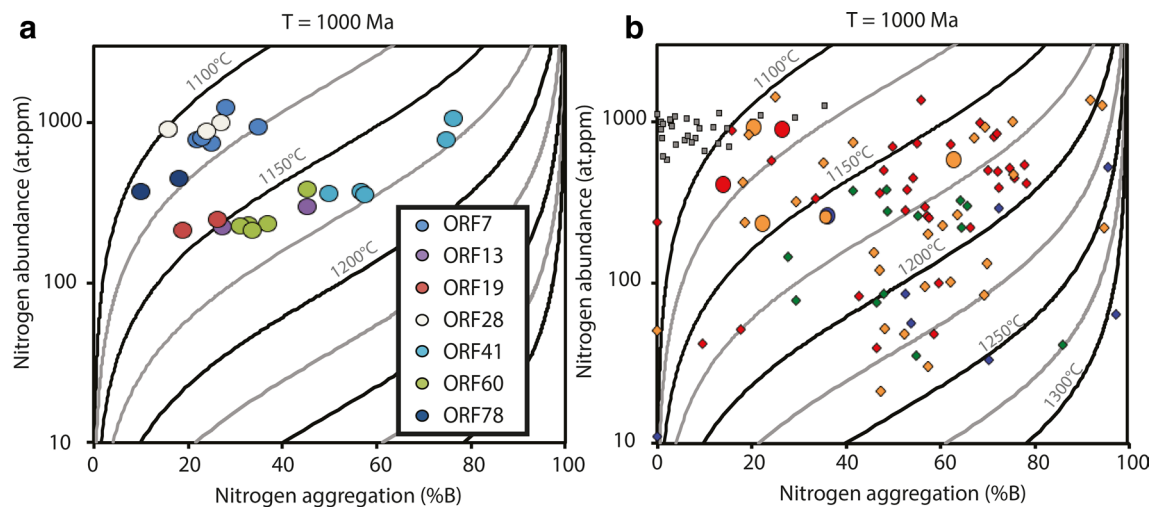 a
T = 1000 Ma
Nitrogen abundance (at.ppm)
1000
100
10
1100°C
1150°C
1200°C
ORF7
ORF13
ORF19
ORF28
ORF41
ORF60
ORF78
0
20
40
60
80
100
Nitrogen aggregation (%B)
b
T = 1000 Ma
Nitrogen abundance (at.ppm)
1000
100
10
1100°C
1150°C
1200°C
1250°C
1300°C
0
20
40
60
80
100
Nitrogen aggregation (%B)